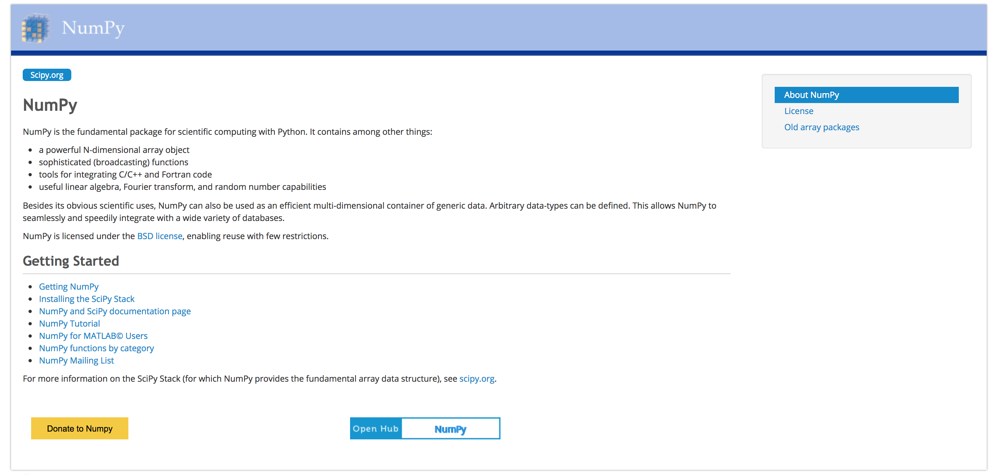 NumPy
Scipy.org
NumPy
NumPy is the fundamental package for scientific computing with Python. It contains among other things:
a powerful N-dimensional array object
sophisticated (broadcasting) functions
tools for integrating C/C++ and Fortran code
useful linear algebra, Fourier transform, and random number capabilities
Besides its obvious scientific uses, NumPy can also be used as an efficient multi-dimensional container of generic data. Arbitrary data-types can be defined. This allows NumPy to
seamlessly and speedily integrate with a wide variety of databases.
NumPy is licensed under the BSD license, enabling reuse with few restrictions.
Getting Started
Getting NumPy
Installing the SciPy Stack
NumPy and SciPy documentation page
NumPy Tutorial
NumPy for MATLAB© Users
NumPy functions by category
NumPy Mailing List
For more information on the SciPy Stack (for which NumPy provides the fundamental array data structure), see scipy.org.
Donate to Numpy
Open Hub NumPy
About NumPy
License
Old array packages